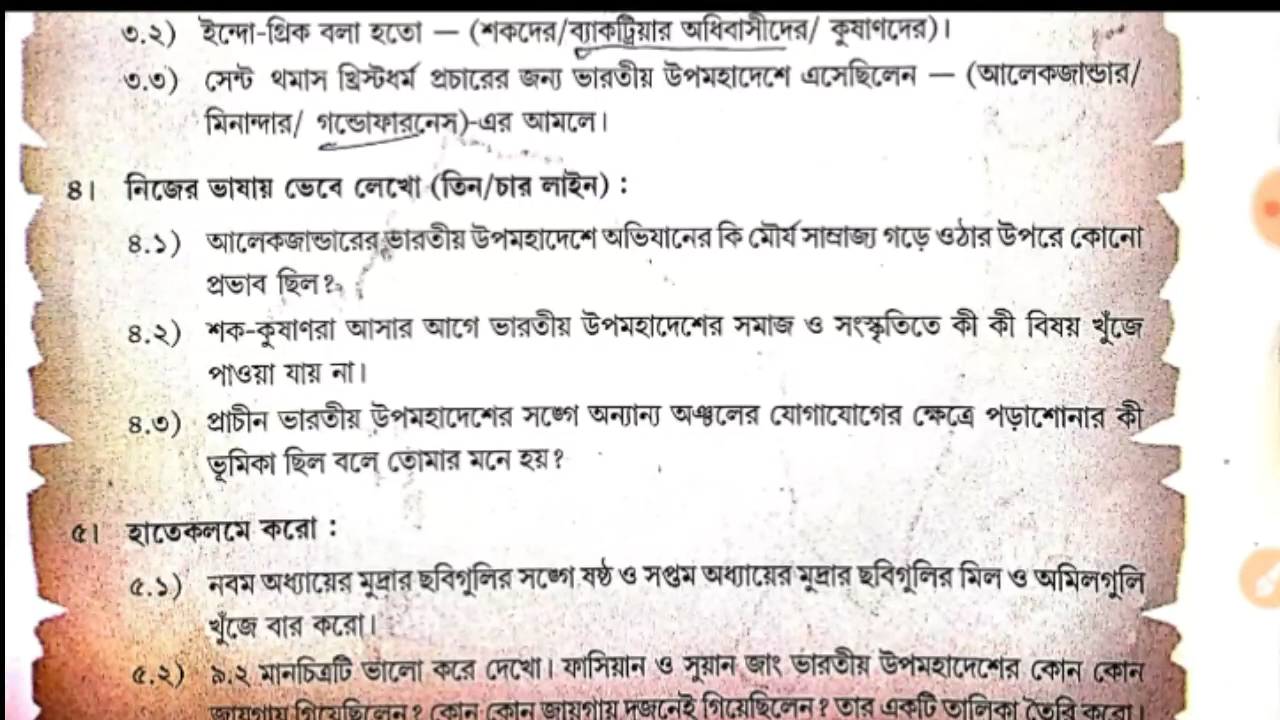 ৩.২) ইন্দো-গ্রিক বলা হতো — (শকদের/ব্যাকট্রিয়ার অধিবাসীদের/ কুষাণদের)।
৩.৩) সেন্ট থমাস খ্রিস্টধর্ম প্রচারের জন্য ভারতীয় উপমহাদেশে এসেছিলেন — (আলেকজান্ডার/
মিনান্দার/ গন্ডোফারনেস)-এর আমলে।
৪। নিজের ভাষায় ভেবে লেখো (তিন/চার লাইন) :
৪.১) আলেকজান্ডারের ভারতীয় উপমহাদেশে অভিযানের কি মৌর্য সাম্রাজ্য গড়ে ওঠার উপরে কোনো
প্রভাব ছিল?
৪.২) শক-কুষাণরা আসার আগে ভারতীয় উপমহাদেশের সমাজ ও সংস্কৃতিতে কী কী বিষয় খুঁজে
পাওয়া যায় না।
৪.৩) প্রাচীন ভারতীয় উপমহাদেশের সঙ্গে অন্যান্য অঞ্চলের যোগাযোগের ক্ষেত্রে পড়াশোনার কী
ভূমিকা ছিল বলে তোমার মনে হয়?
৫। হাতেকলমে করো :
৫.১) নবম অধ্যায়ের মুদ্রার ছবিগুলির সঙ্গে ষষ্ঠ ও সপ্তম অধ্যায়ের মুদ্রার ছবিগুলির মিল ও অমিলগুলি
খুঁজে বার করো।
৫.২) ৯.২ মানচিত্রটি ভালো করে দেখো। ফাসিয়ান ও সুয়ান জাং ভারতীয় উপমহাদেশের কোন কোন
জায়গায় গিয়েছিলেন? কোন কোন জায়গায় দুজনেই গিয়েছিলেন? তার একটি তালিকা তৈরি করো।